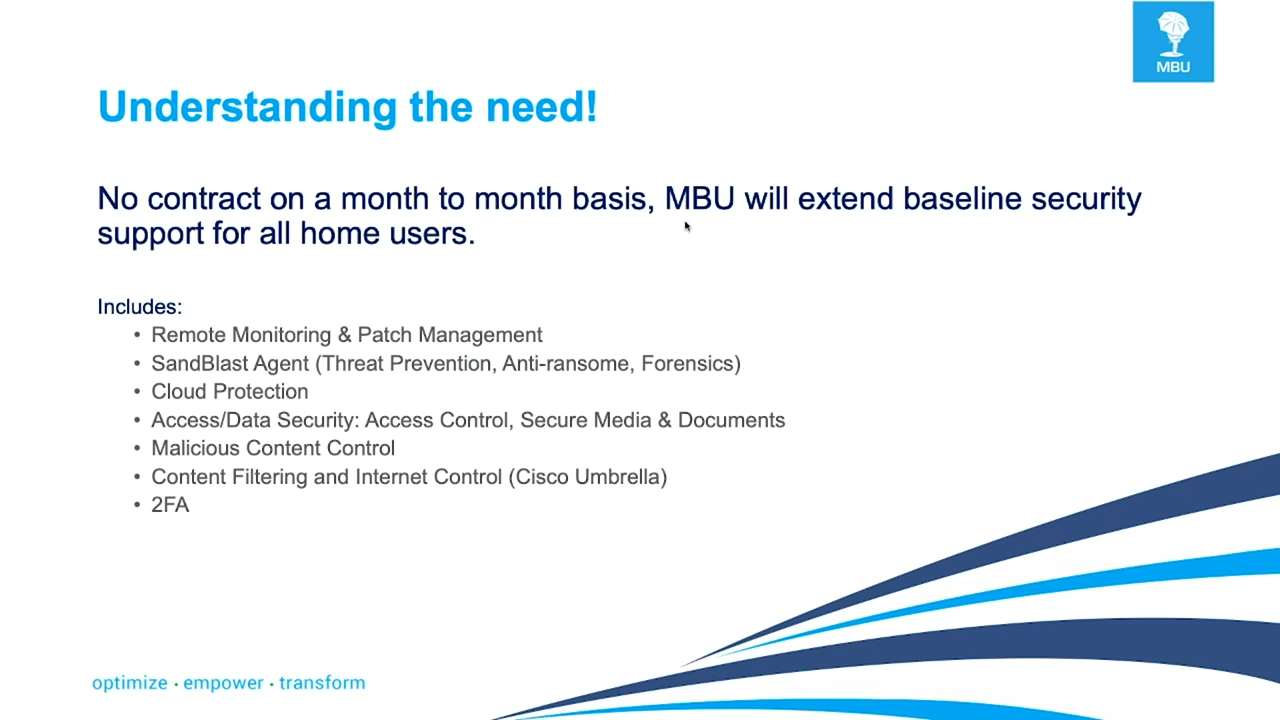 MBU
Understanding the need!
No contract on a month to month basis, MBU will extend baseline security
support for all home users.
Includes:
• Remote Monitoring & Patch Management
• SandBlast Agent (Threat Prevention, Anti-ransome, Forensics)
• Cloud Protection
• Access/Data Security: Access Control, Secure Media & Documents
• Malicious Content Control
• Content Filtering and Internet Control (Cisco Umbrella)
• 2FA
optimize • empower • transform